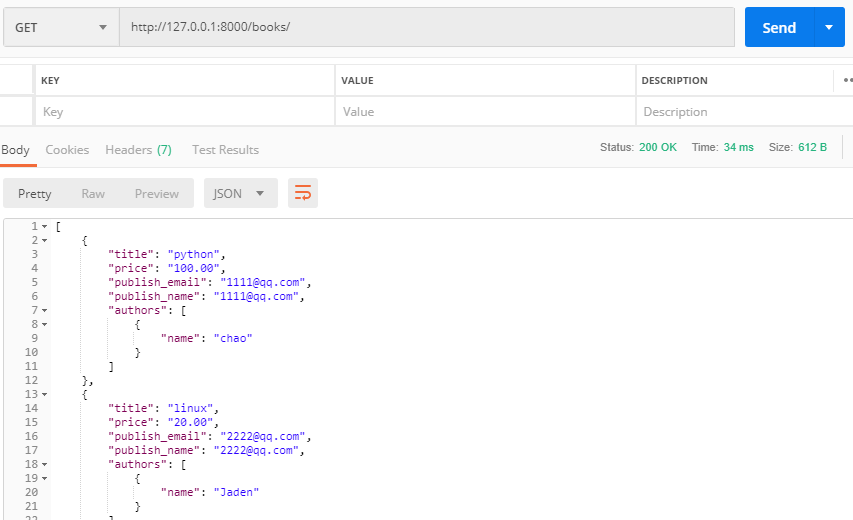 GET http://127.0.0.1:8000/books/ Send
KEY VALUE DESCRIPTION
Key Value Description
Body Cookies Headers (7) Test Results Status: 200 OK Time: 34 ms Size: 612 B
Pretty Raw Preview JSON
1 [
2 {
3 "title": "python",
4 "price": "100.00",
5 "publish_email": "1111@qq.com",
6 "publish_name": "1111@qq.com",
7 "authors": [
8 {
9 "name": "chao"
10 }
11 ]
12 },
13 {
14 "title": "linux",
15 "price": "20.00",
16 "publish_email": "2222@qq.com",
17 "publish_name": "2222@qq.com",
18 "authors": [
19 {
20 "name": "Jaden"
21 }
22 ]